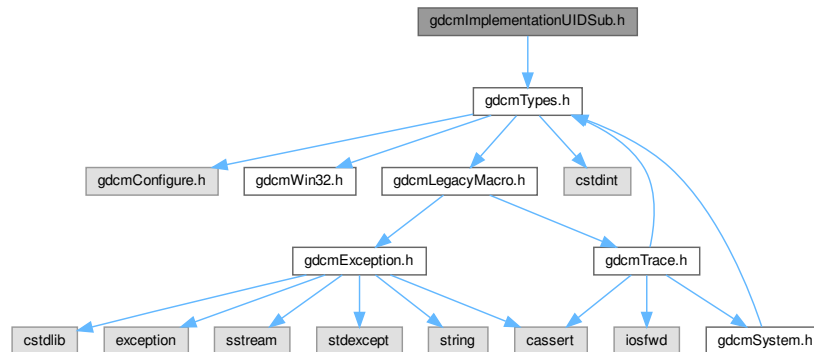 gdcmImplementationUIDSub.h
gdcmTypes.h
gdcmConfigure.h
gdcmWin32.h
gdcmLegacyMacro.h
cstdint
gdcmException.h
gdcmTrace.h
cstdlib
exception
sstream
stdexcept
string
cassert
iosfwd
gdcmSystem.h